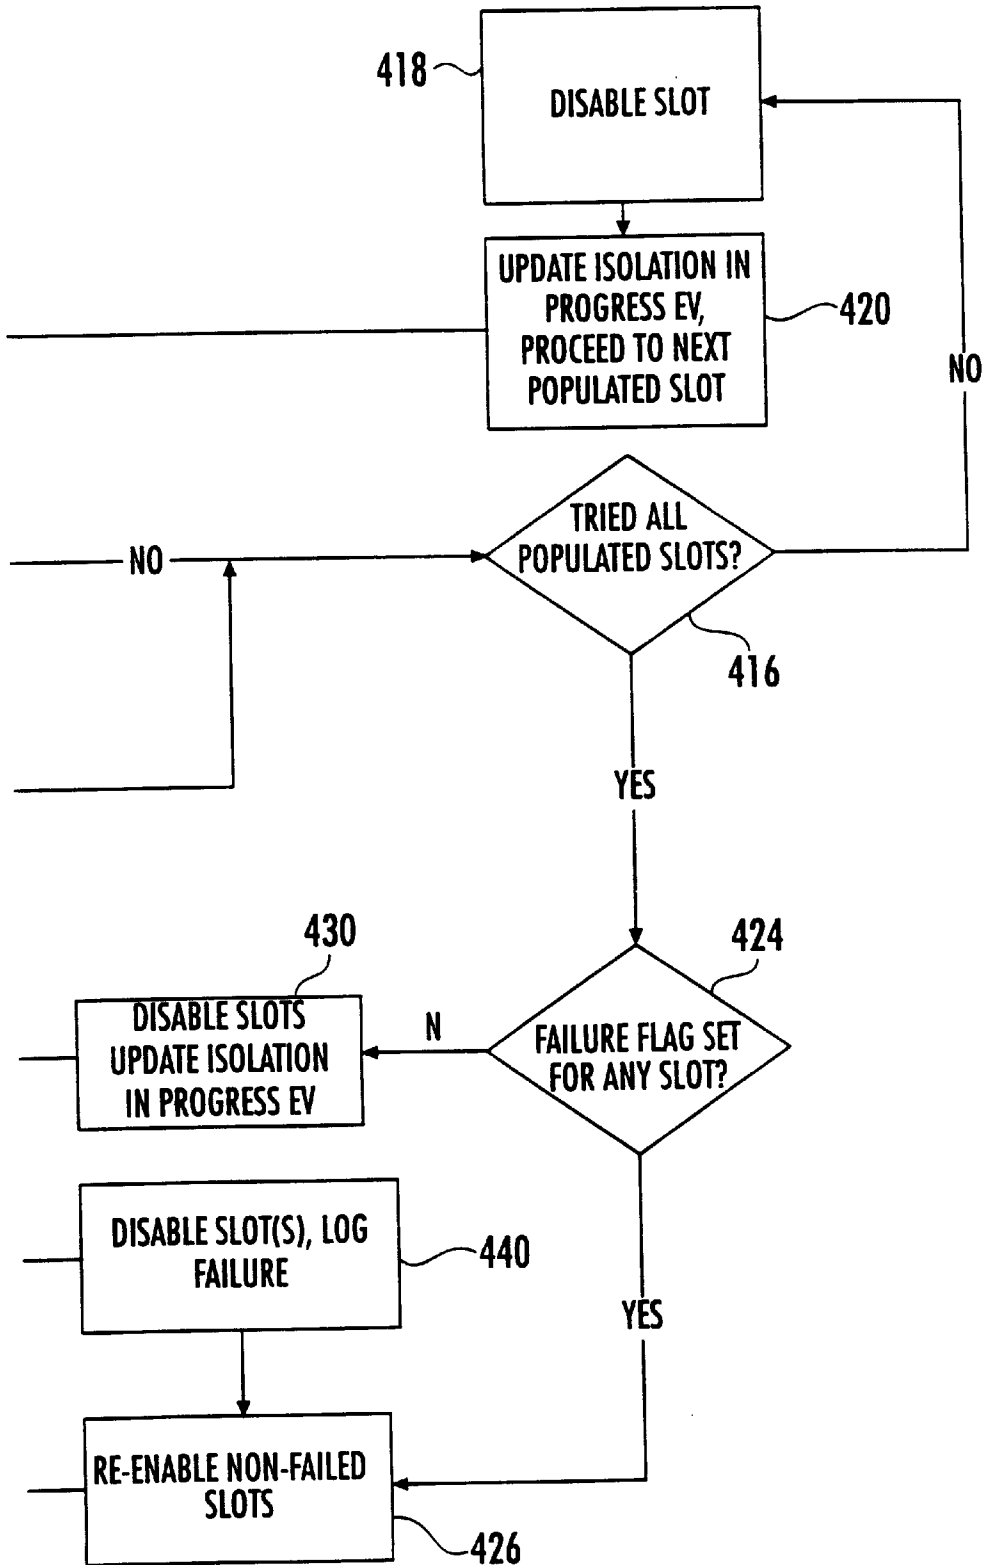 418
DISABLE SLOT
UPDATE ISOLATION IN
PROGRESS EV,
PROCEED TO NEXT
POPULATED SLOT
420
NO
TRIED ALL
POPULATED SLOTS?
NO
416
YES
430
424
DISABLE SLOTS
UPDATE ISOLATION
IN PROGRESS EV
N
FAILURE FLAG SET
FOR ANY SLOT?
DISABLE SLOT(S), LOG
FAILURE
440
YES
RE-ENABLE NON-FAILED
SLOTS
426